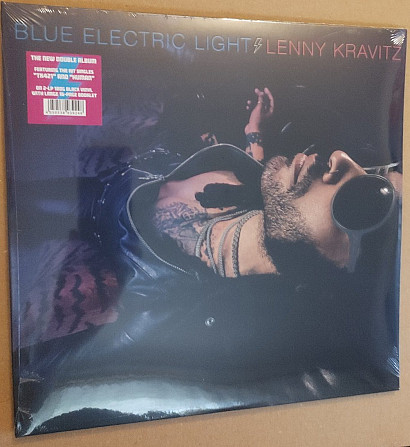 BLUE ELECTRIC LIGHT LENNY KRAVITZ
THE NEW DOUBLE ALBUM
FEATURING THE HIT SINGLES
"TK421" AND "HUMAN"
ON 2-LP 180G BLACK VINYL
WITH LARGE 16-PAGE BOOKLET